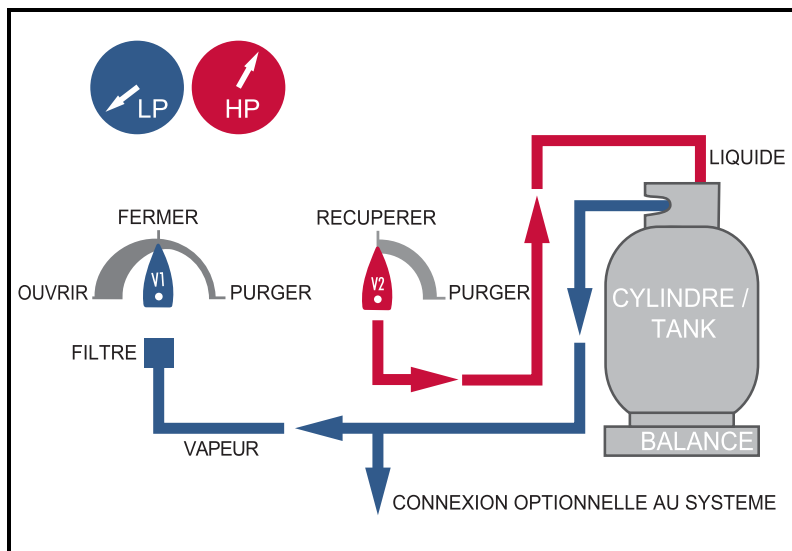 LP
HP
LIQUIDE
FERMER
RECUPERER
V1
V2
OUVRIR
PURGER
PURGER
CYLINDRE /
TANK
FILTRE
VAPEUR
BALANCE
CONNEXION OPTIONNELLE AU SYSTEME